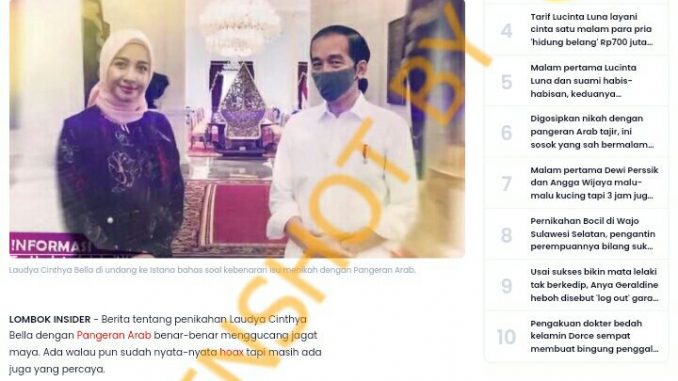 4
Tarif Lucinta Luna layani
cinta satu malam para pria
'hidung belang' Rp700 juta...
5
Malam pertama Lucinta
Luna dan suami habis-
habisan, keduanya...
6
Digosipkan nikah dengan
pangeran Arab tajir, ini
sosok yang sah bermalam...
7
Malam pertama Dewi Perssik
dan Angga Wijaya malu-
malu kucing tapi 3 jam jug...
8
Pernikahan Bocil di Wajo
Sulawesi Selatan, pengantin
perempuannya bilang suk...
9
Usai sukses bikin mata lelaki
tak berkedip, Anya Geraldine
heboh disebut 'log out' gara...
10
Pengakuan dokter bedah
kelamin Dorce sempat
membuat bingung penggal...
INFORMASI
Laudya Cinthya Bella di undang ke Istana bahas soal kebenaran isu menikah dengan Pangeran Arab.
LOMBOK INSIDER - Berita tentang penikahan Laudya Cinthya
Bella dengan Pangeran Arab benar-benar menggucang jagat
maya. Ada walau pun sudah nyata-nyata hoax tapi masih ada
juga yang percaya.
ENSHOT BY